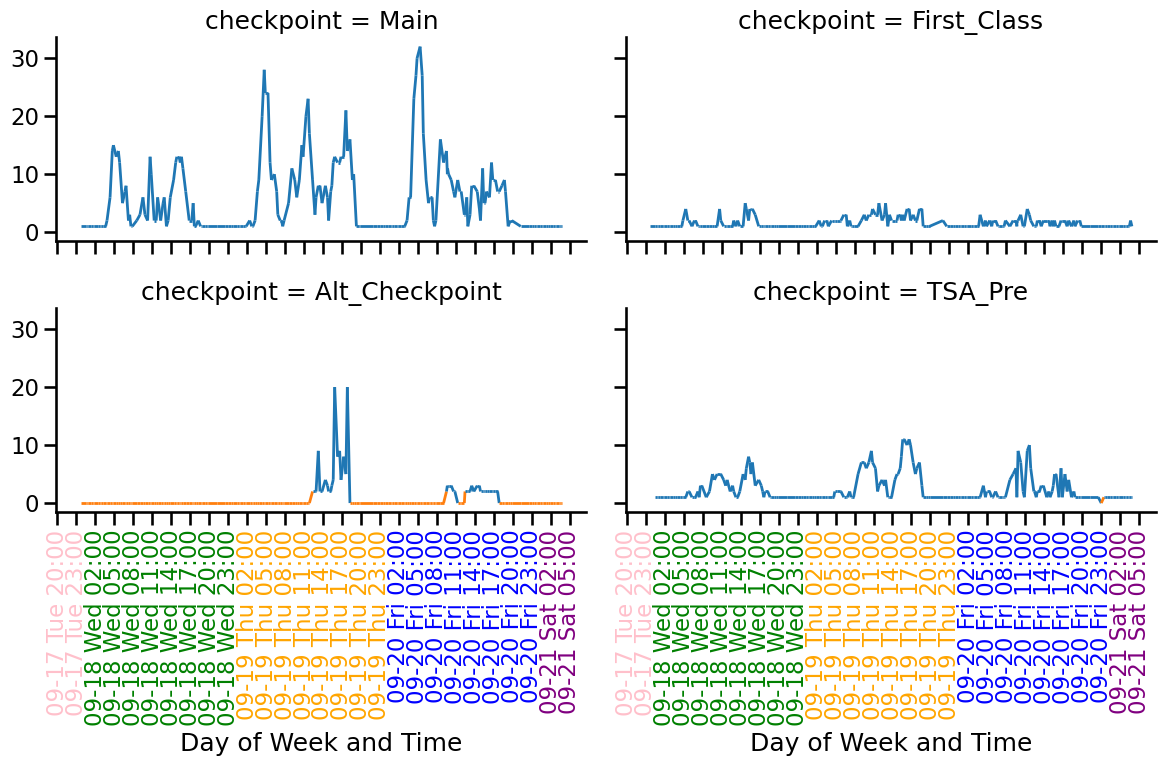 checkpoint = Main
checkpoint = First_Class
30
20
10
0
checkpoint = Alt_Checkpoint
checkpoint = TSA_Pre
30
20
10
0
09-17 Tue 20:00
09-17 Tue 23:00
09-18 Wed 02:00
09-18 Wed 05:00
09-18 Wed 08:00
09-18 Wed 11:00
09-18 Wed 14:00
09-18 Wed 17:00
09-18 Wed 20:00
09-18 Wed 23:00
09-19 Thu 02:00
09-19 Thu 05:00
09-19 Thu 08:00
09-19 Thu 11:00
09-19 Thu 14:00
09-19 Thu 17:00
09-19 Thu 20:00
09-19 Thu 23:00
09-20 Fri 02:00
09-20 Fri 05:00
09-20 Fri 08:00
09-20 Fri 11:00
09-20 Fri 14:00
09-20 Fri 17:00
09-20 Fri 20:00
09-20 Fri 23:00
09-21 Sat 02:00
09-21 Sat 05:00
09-17 Tue 20:00
09-17 Tue 23:00
09-18 Wed 02:00
09-18 Wed 05:00
09-18 Wed 08:00
09-18 Wed 11:00
09-18 Wed 14:00
09-18 Wed 17:00
09-18 Wed 20:00
09-18 Wed 23:00
09-19 Thu 02:00
09-19 Thu 05:00
09-19 Thu 08:00
09-19 Thu 11:00
09-19 Thu 14:00
09-19 Thu 17:00
09-19 Thu 20:00
09-19 Thu 23:00
09-20 Fri 02:00
09-20 Fri 05:00
09-20 Fri 08:00
09-20 Fri 11:00
09-20 Fri 14:00
09-20 Fri 17:00
09-20 Fri 20:00
09-20 Fri 23:00
09-21 Sat 02:00
09-21 Sat 05:00
Day of Week and Time
Day of Week and Time